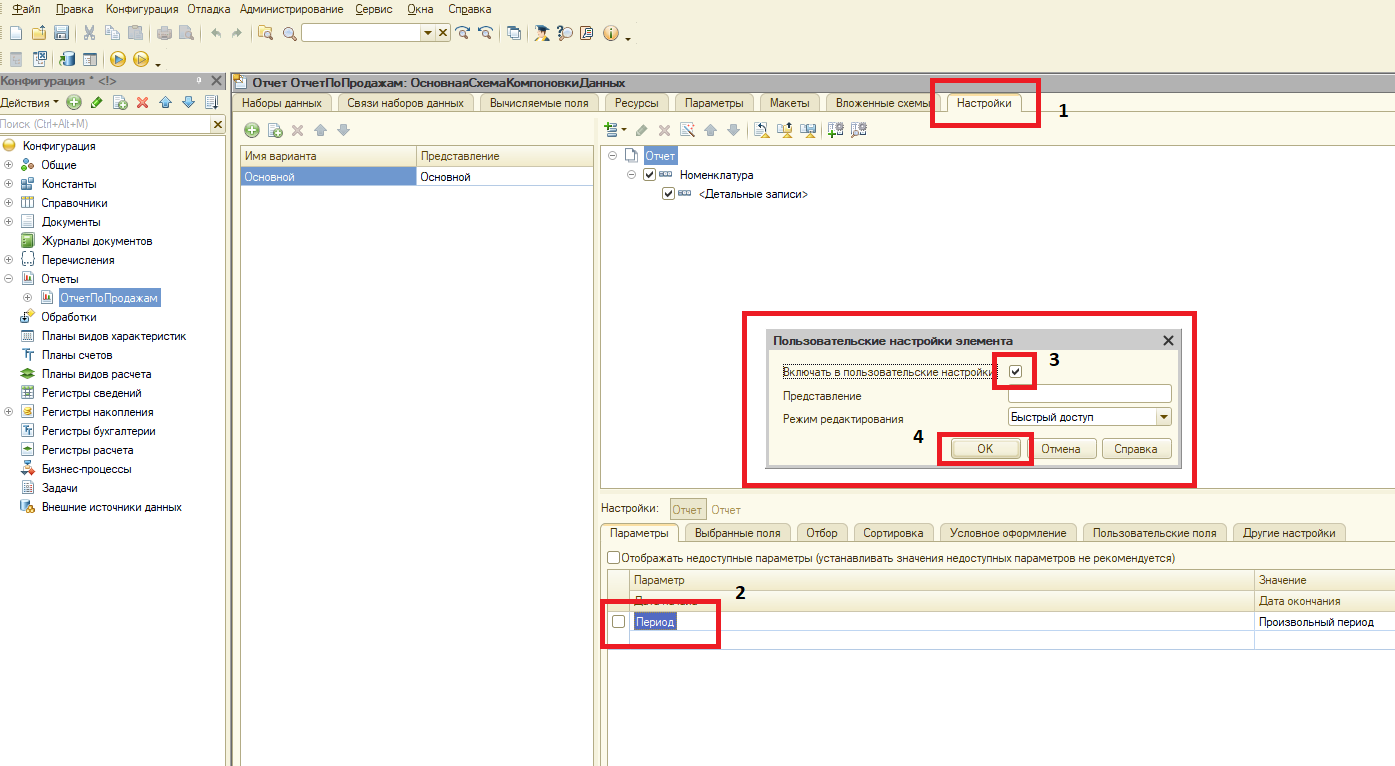 Файл Правка Конфигурация Отладка Администрирование Сервис Окна Справка
Конфигурация * <!>
Действия
Поиск (Ctrl+Alt+M)
Конфигурация
Общие
Константы
Справочники
Документы
Журналы документов
Перечисления
Отчеты
ОтчетПоПродажам
Обработки
Планы видов характеристик
Планы счетов
Планы видов расчета
Регистры сведений
Регистры накопления
Регистры бухгалтерии
Регистры расчета
Бизнес-процессы
Задачи
Внешние источники данных
Отчет ОтчетПоПродажам: ОсновнаяСхемаКомпоновкиДанных
Наборы данных Связи наборов данных Вычисляемые поля Ресурсы Параметры Макеты Вложенные схемы Настройки 1
Имя варианта Представление
Основной Основной
Отчет
Номенклатура
<Детальные записи>
Пользовательские настройки элемента
Включать в пользовательские настройки 3
Представление
Режим редактирования Быстрый доступ
4 ОК Отмена Справка
Настройки: Отчет Отчет
Параметры Выбранные поля Отбор Сортировка Условное оформление Пользовательские поля Другие настройки
Отображать недоступные параметры (устанавливать значения недоступных параметров не рекомендуется)
Параметр Значение
2
Дата начала Дата окончания
Период Произвольный период